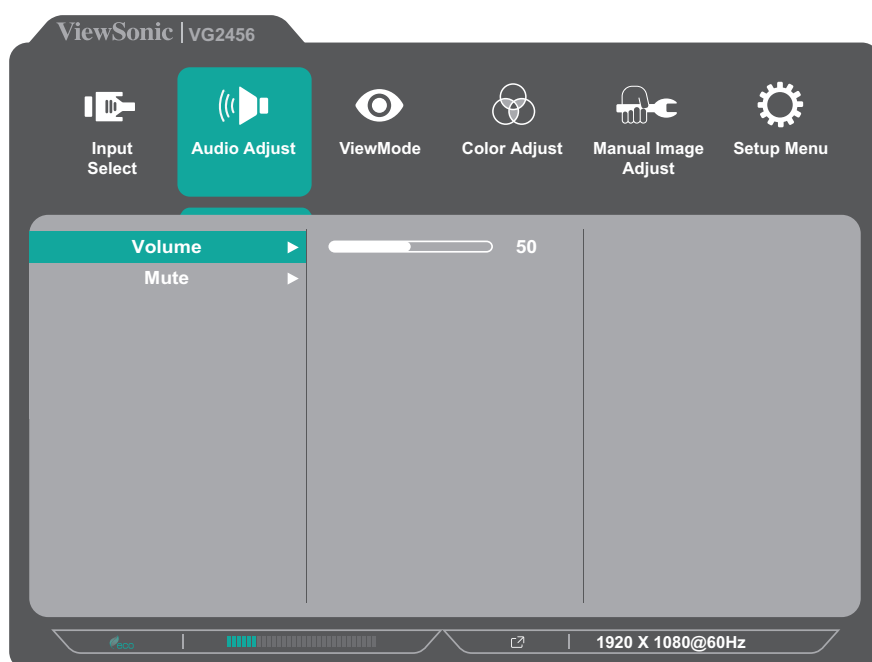 ViewSonic | VG2456
Input
Select
Audio Adjust
ViewMode
Color Adjust
Manual Image
Adjust
Setup Menu
Volume ▶ 50
Mute ▶
eco
1920 X 1080@60Hz